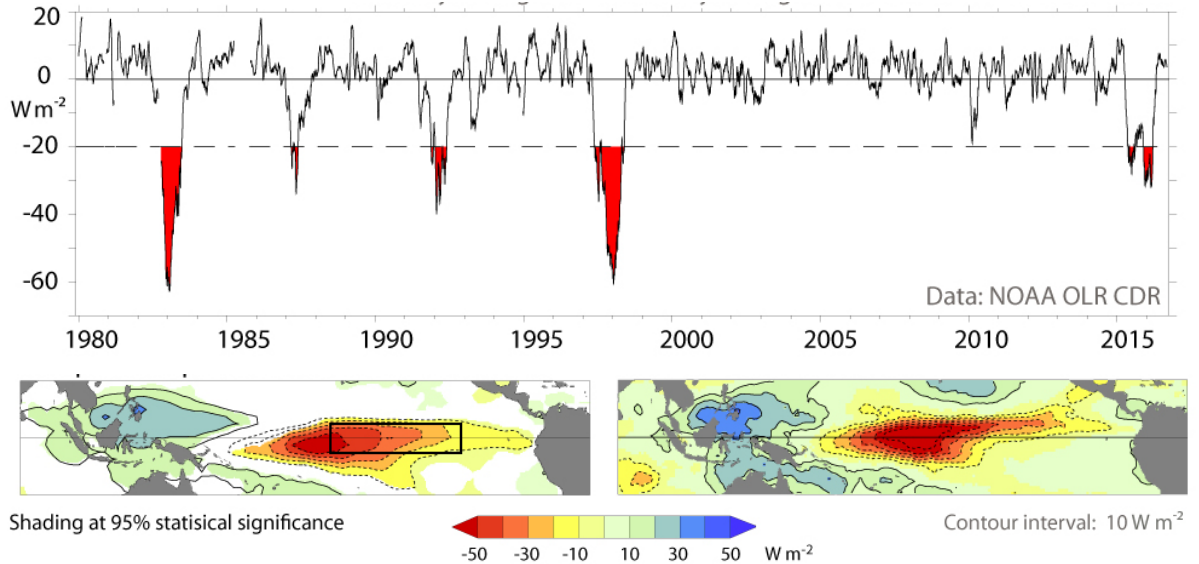 20
0
W m-2
-20
-40
-60
Data: NOAA OLR CDR
1980 1985 1990 1995 2000 2005 2010 2015
Shading at 95% statisical significance
Contour interval: 10 W m-2
-50 -30 -10 10 30 50 W m-2